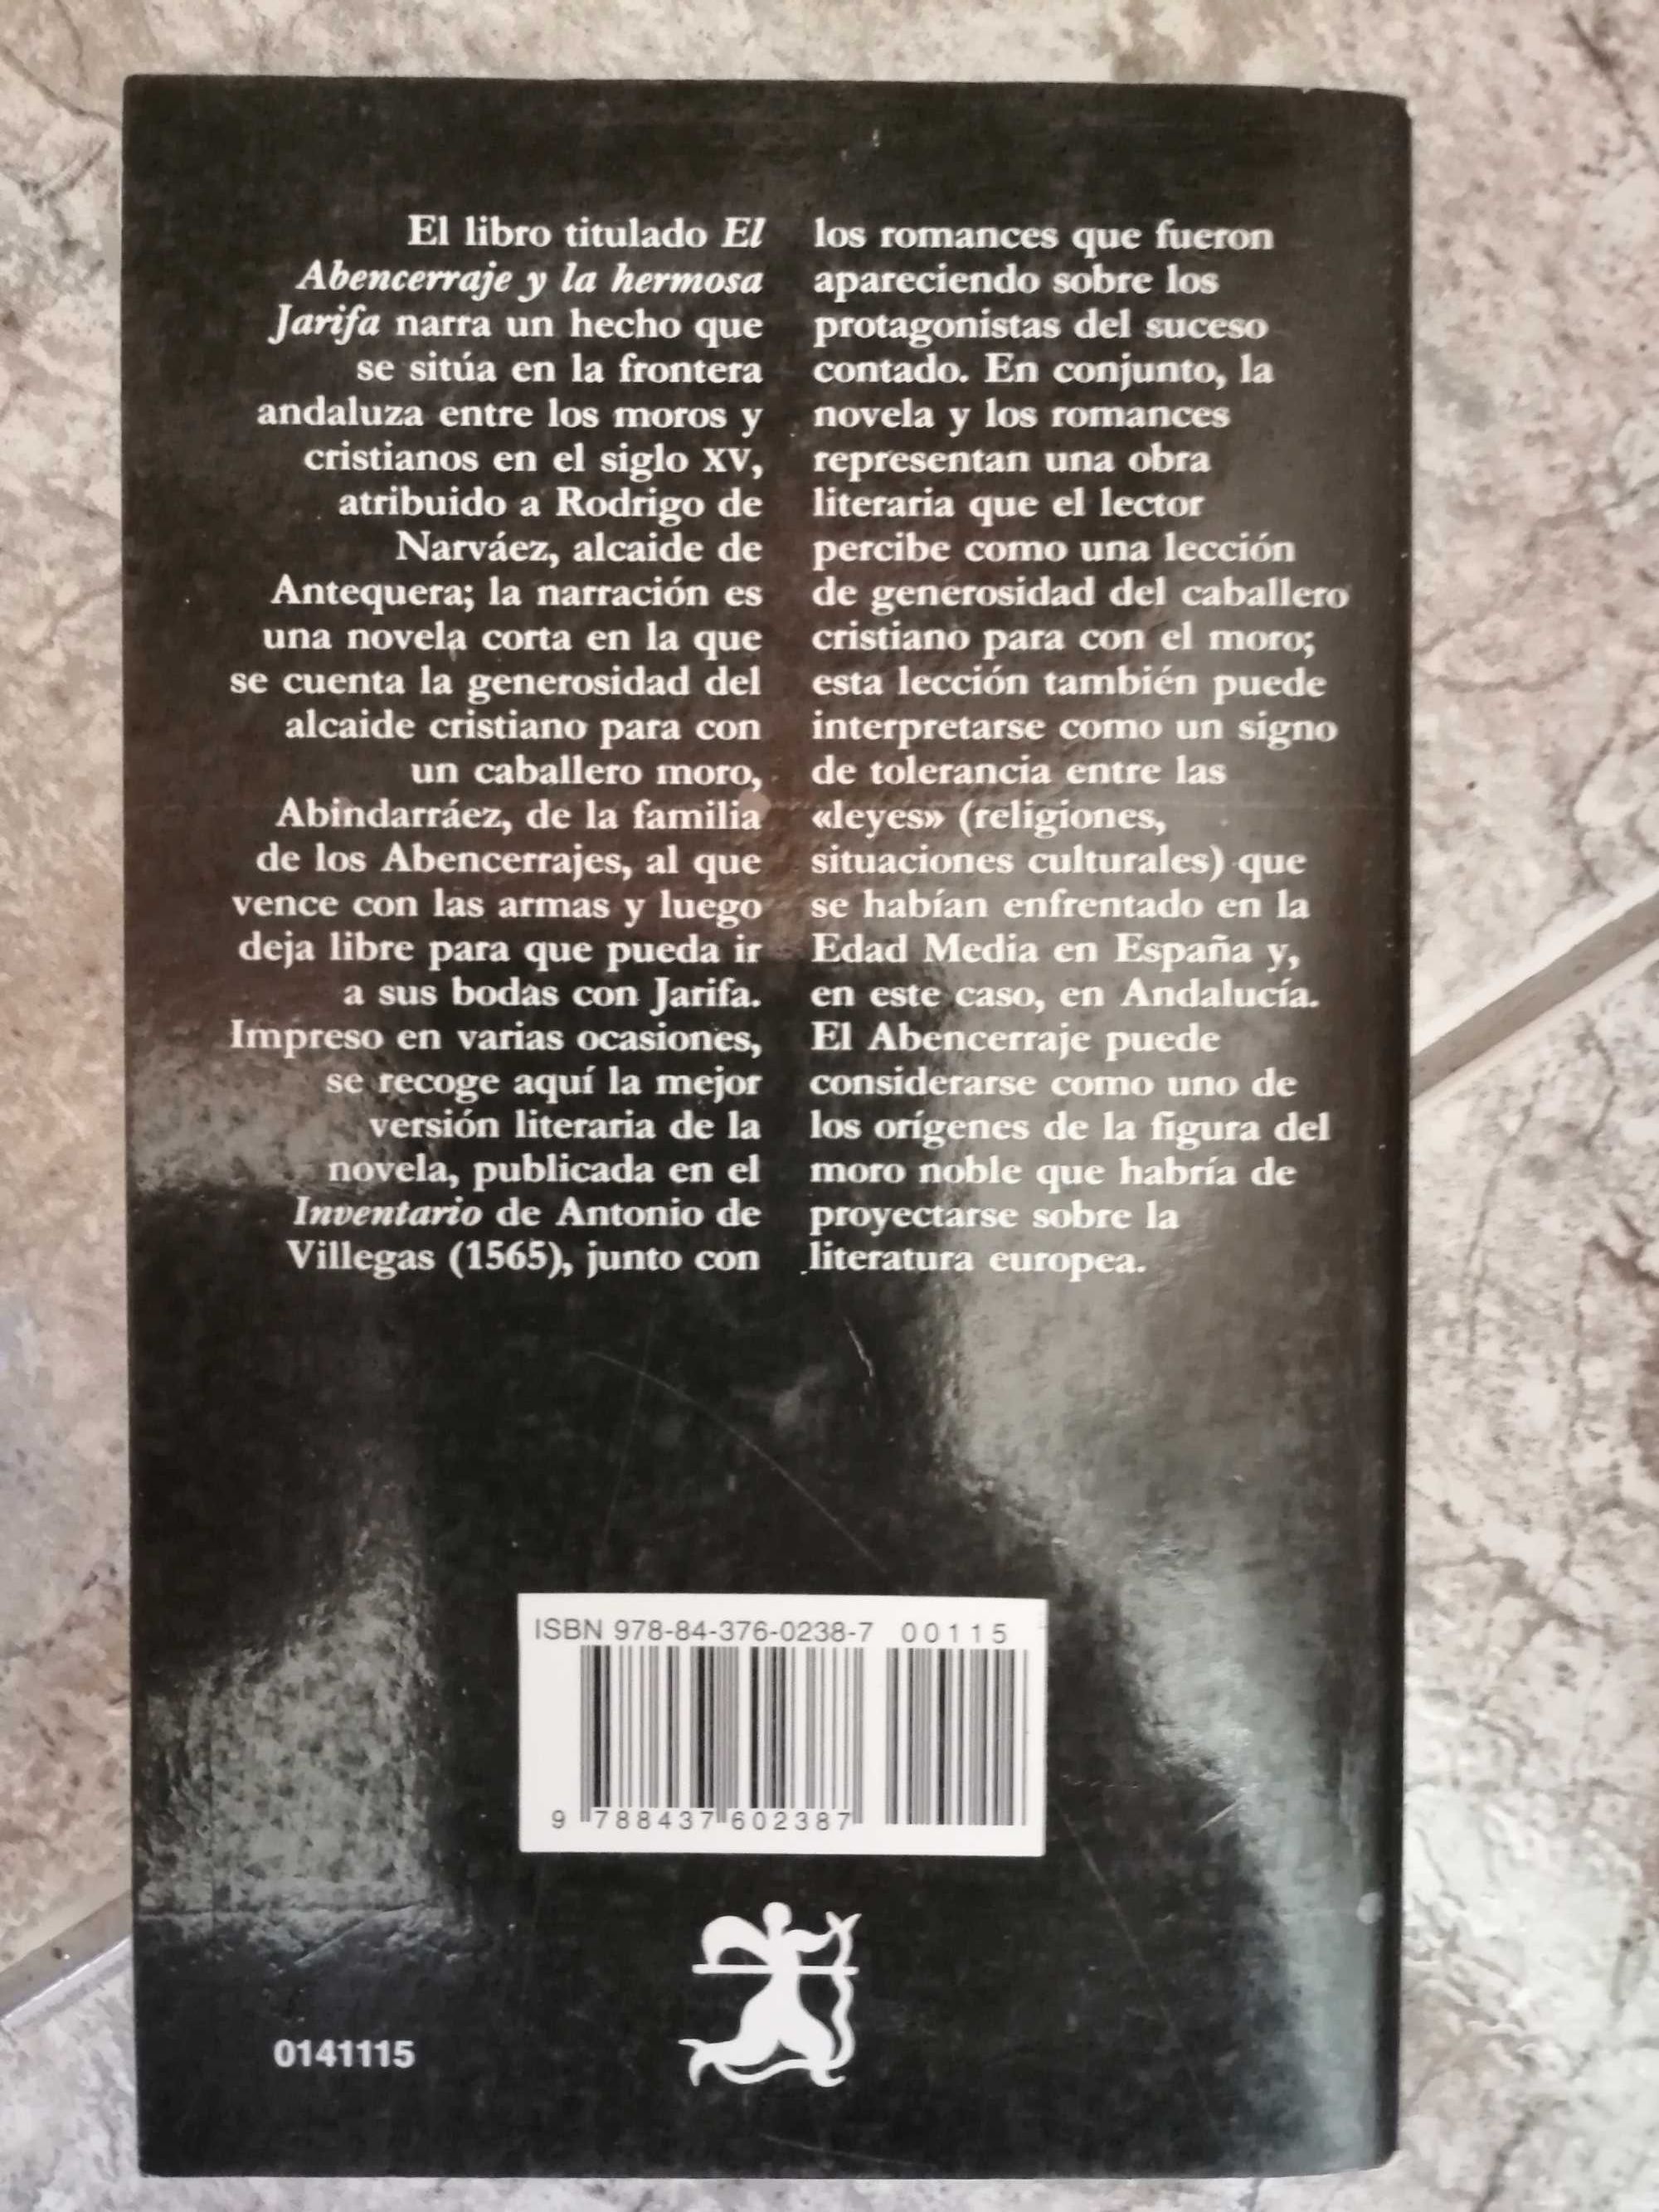 El libro titulado El
Abencerraje y la hermosa
Jarifa narra un hecho que
se sitúa en la frontera
andaluza entre los moros y
cristianos en el siglo XV,
atribuido a Rodrigo de
Narváez, alcaide de
Antequera; la narración es
una novela corta en la que
se cuenta la generosidad del
alcaide cristiano para con
un caballero moro,
Abindarráez, de la familia
de los Abencerrajes, al que
vence con las armas y luego
deja libre para que pueda ir
a sus bodas con Jarifa.
Impreso en varias ocasiones,
se recoge aquí la mejor
versión literaria de la
novela, publicada en el
Inventario de Antonio de
Villegas (1565), junto con
los romances que fueron
apareciendo sobre los
protagonistas del suceso
contado. En conjunto, la
novela y los romances
representan una obra
literaria que el lector
percibe como una lección
de generosidad del caballero
cristiano para con el moro;
esta lección también puede
interpretarse como un signo
de tolerancia entre las
«leyes» (religiones,
situaciones culturales) que
se habían enfrentado en la
Edad Media en España y,
en este caso, en Andalucía.
El Abencerraje puede
considerarse como uno de
los orígenes de la figura del
moro noble que habría de
proyectarse sobre la
literatura europea.
ISBN 978-84-376-0238-7 00115
9 788437 602387
0141115